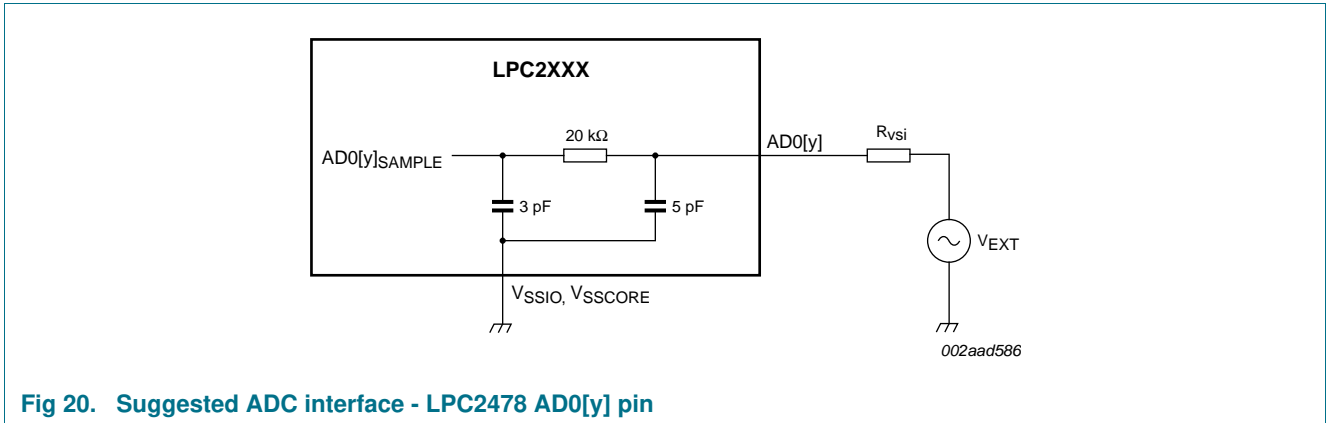 LPC2XXX
20 kΩ
AD0[y]SAMPLE
AD0[y]
Rvsi
3 pF
5 pF
VEXT
VSSIO, VSSCORE
002aad586
Fig 20. Suggested ADC interface - LPC2478 AD0[y] pin